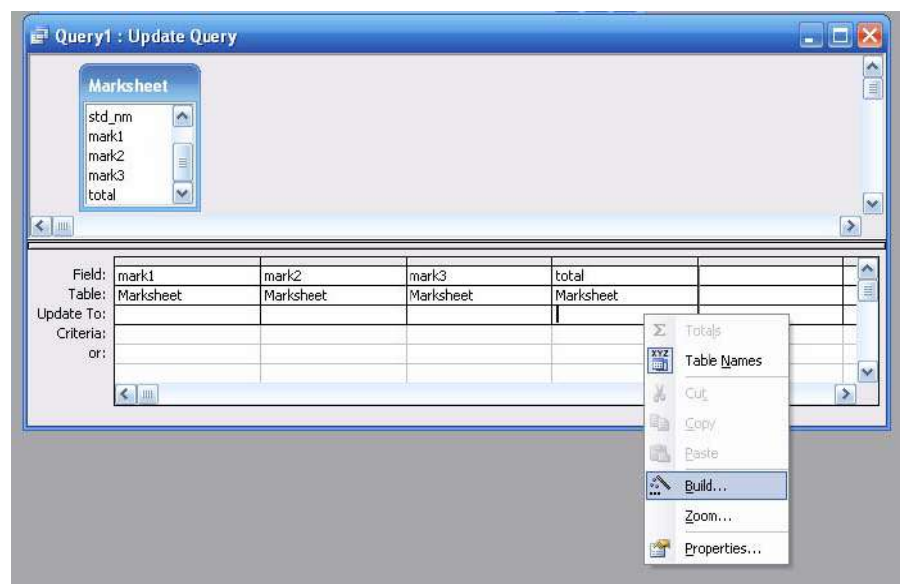 Query1 : Update Query
Marksheet
std_nm
mark1
mark2
mark3
total
Field: mark1 mark2 mark3 total
Table: Marksheet Marksheet Marksheet Marksheet
Update To:
Criteria:
or:
Totals
XYZ Table Names
Cut
Copy
Paste
Build...
Zoom...
Properties...